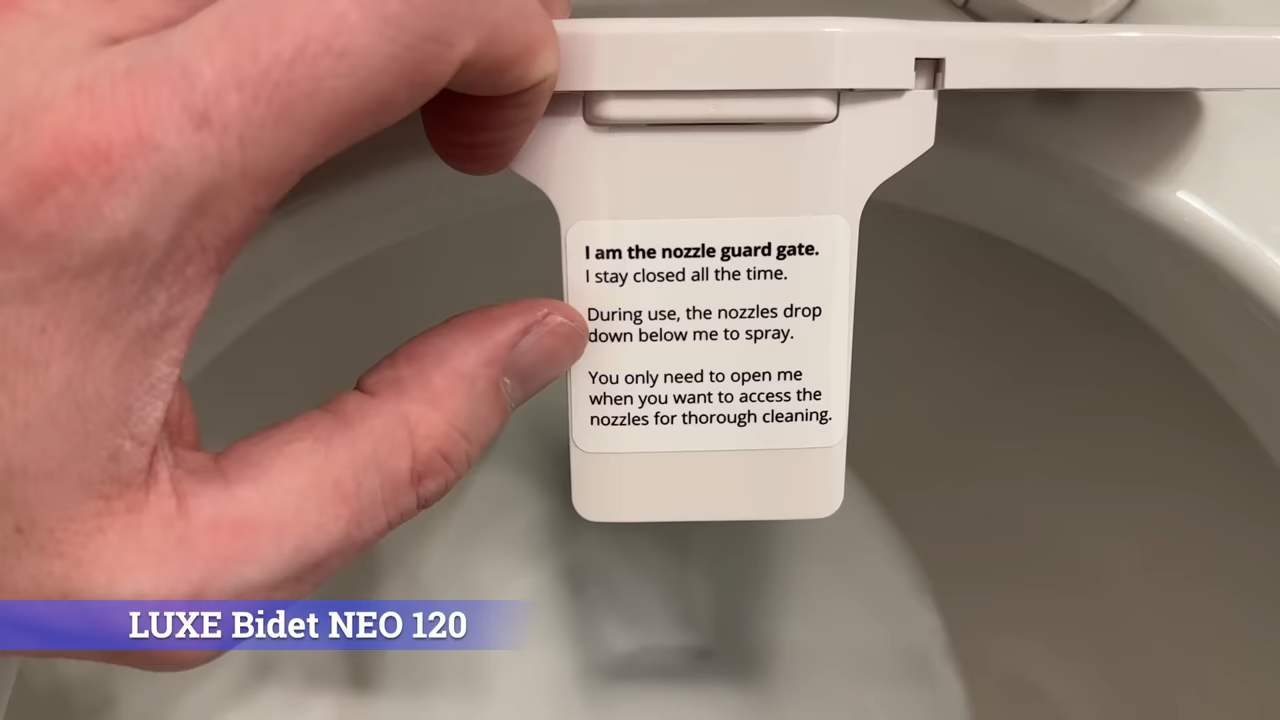 I am the nozzle guard gate.
I stay closed all the time.
During use, the nozzles drop
down below me to spray.
You only need to open me
when you want to access the
nozzles for thorough cleaning.
LUXE Bidet NEO 120